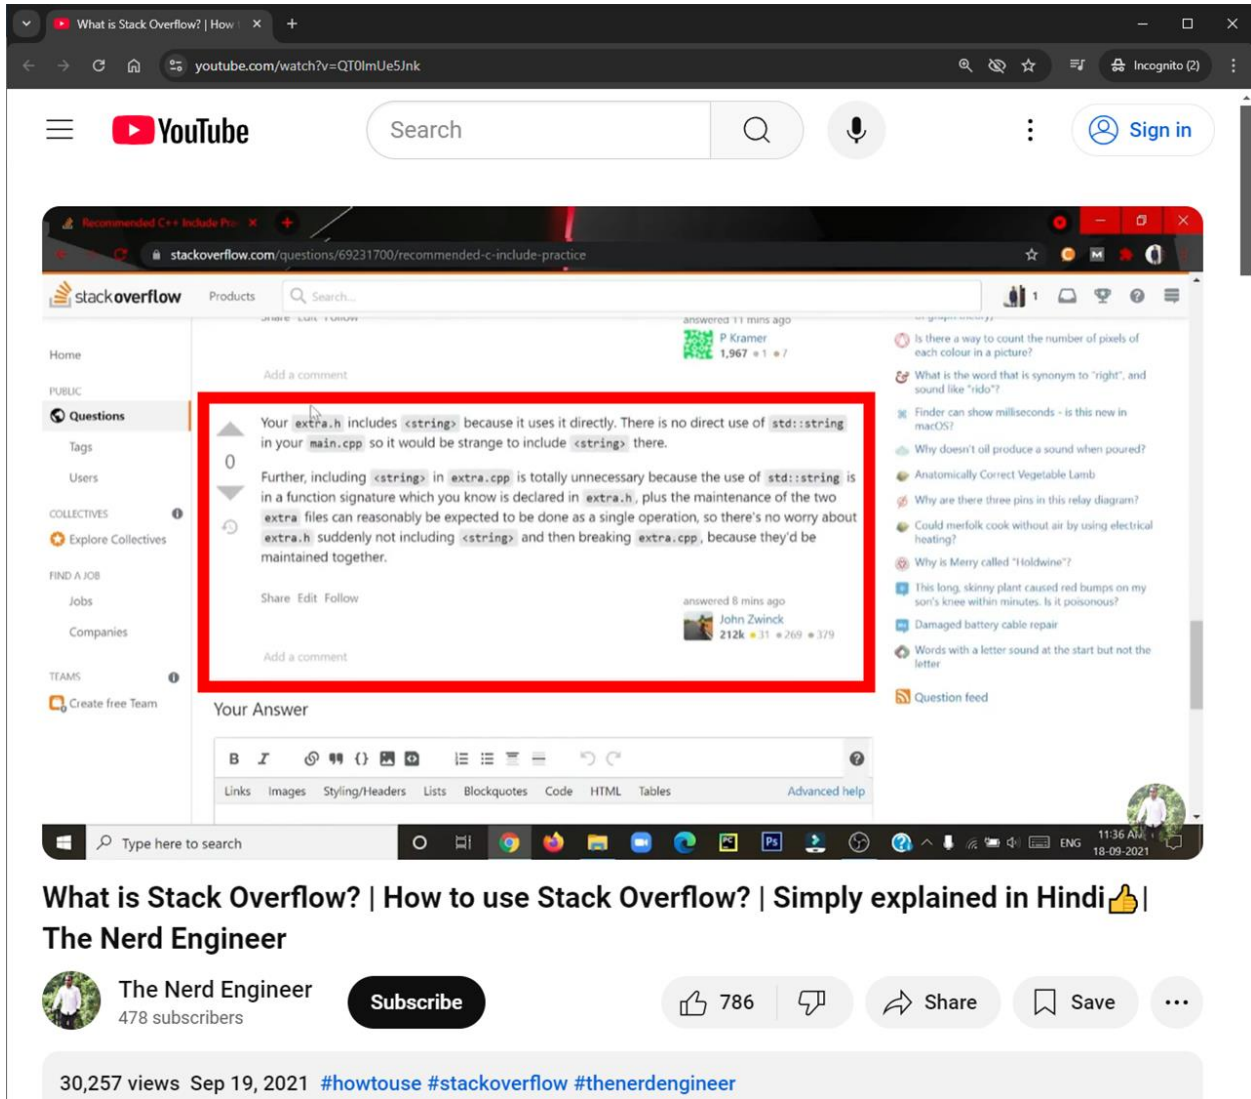 What is Stack Overflow? | How t
youtube.com/watch?v=QT0ImUe5Jnk
Incognito (2)
YouTube
Search
Sign in
Recommended C++ Include Pra
stackoverflow.com/questions/69231700/recommended-c-include-practice
stackoverflow
Products
Search...
1
Home
PUBLIC
Questions
Tags
Users
COLLECTIVES
Explore Collectives
FIND A JOB
Jobs
Companies
TEAMS
Create free Team
Share Edit Follow
answered 11 mins ago
P Kramer
1,967 1 7
Add a comment
0
Your extra.h includes <string> because it uses it directly. There is no direct use of std::string
in your main.cpp so it would be strange to include <string> there.
Further, including <string> in extra.cpp is totally unnecessary because the use of std::string is
in a function signature which you know is declared in extra.h, plus the maintenance of the two
extra files can reasonably be expected to be done as a single operation, so there's no worry about
extra.h suddenly not including <string> and then breaking extra.cpp, because they'd be
maintained together.
Share Edit Follow
answered 8 mins ago
John Zwinck
212k 31 269 379
Add a comment
Your Answer
B I
Links Images Styling/Headers Lists Blockquotes Code HTML Tables Advanced help
Is there a way to count the number of pixels of
each colour in a picture?
What is the word that is synonym to "right", and
sound like "rido"?
Finder can show milliseconds - is this new in
macOS?
Why doesn't oil produce a sound when poured?
Anatomically Correct Vegetable Lamb
Why are there three pins in this relay diagram?
Could merfolk cook without air by using electrical
heating?
Why is Merry called "Holdwine"?
This long, skinny plant caused red bumps on my
son's knee within minutes. Is it poisonous?
Damaged battery cable repair
Words with a letter sound at the start but not the
letter
Question feed
Type here to search
Ps
ENG
11:36 AM
18-09-2021
What is Stack Overflow? | How to use Stack Overflow? | Simply explained in Hindi👍|
The Nerd Engineer
The Nerd Engineer
478 subscribers
Subscribe
786
Share
Save
30,257 views Sep 19, 2021 #howtouse #stackoverflow #thenerdengineer